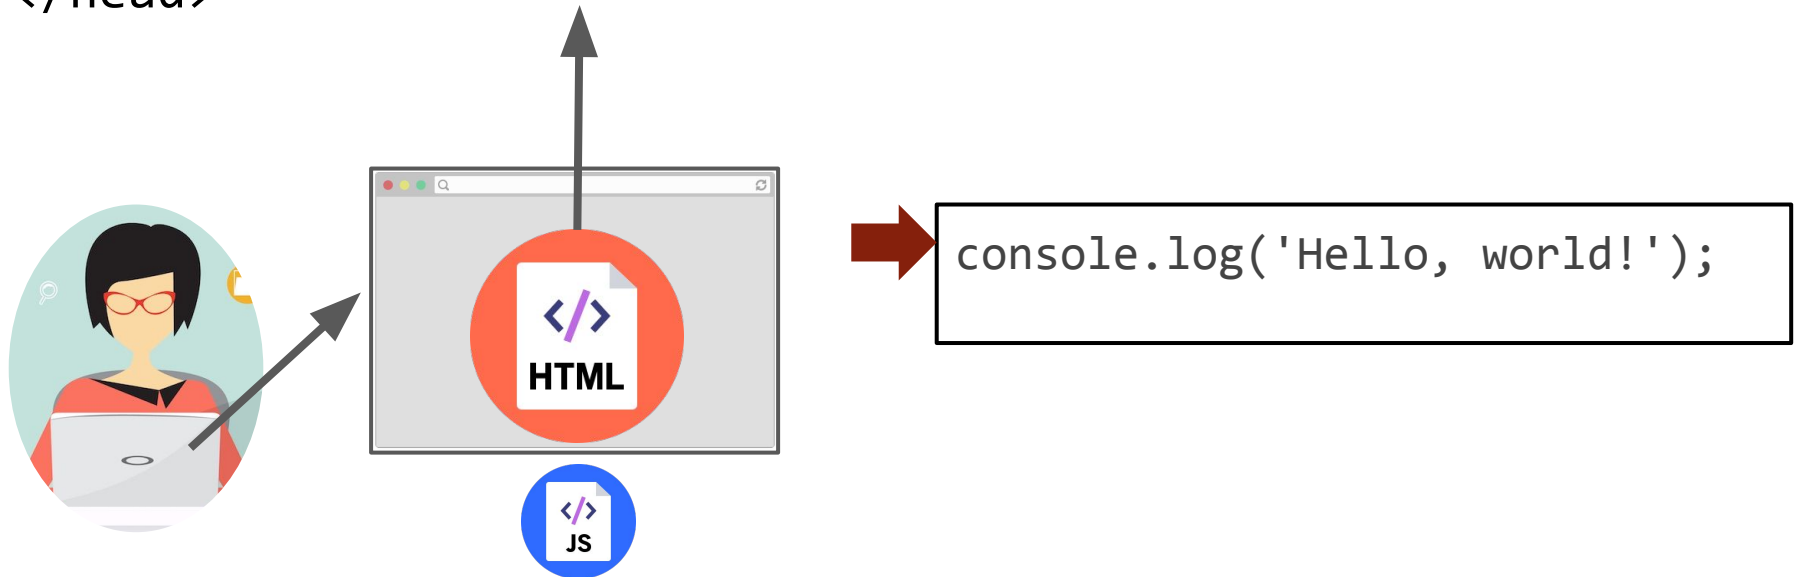 </head>
console.log('Hello, world!');
</>
HTML
</>
JS